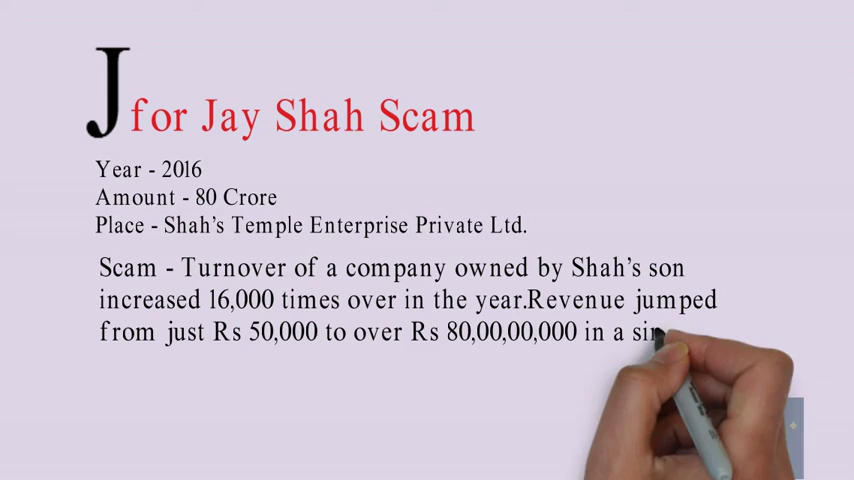 J for Jay Shah Scam
Year - 2016
Amount - 80 Crore
Place - Shah's Temple Enterprise Private Ltd.
Scam - Turnover of a company owned by Shah's son
increased 16,000 times over in the year.Revenue jumped
from just Rs 50,000 to over Rs 80,00,00,000 in a